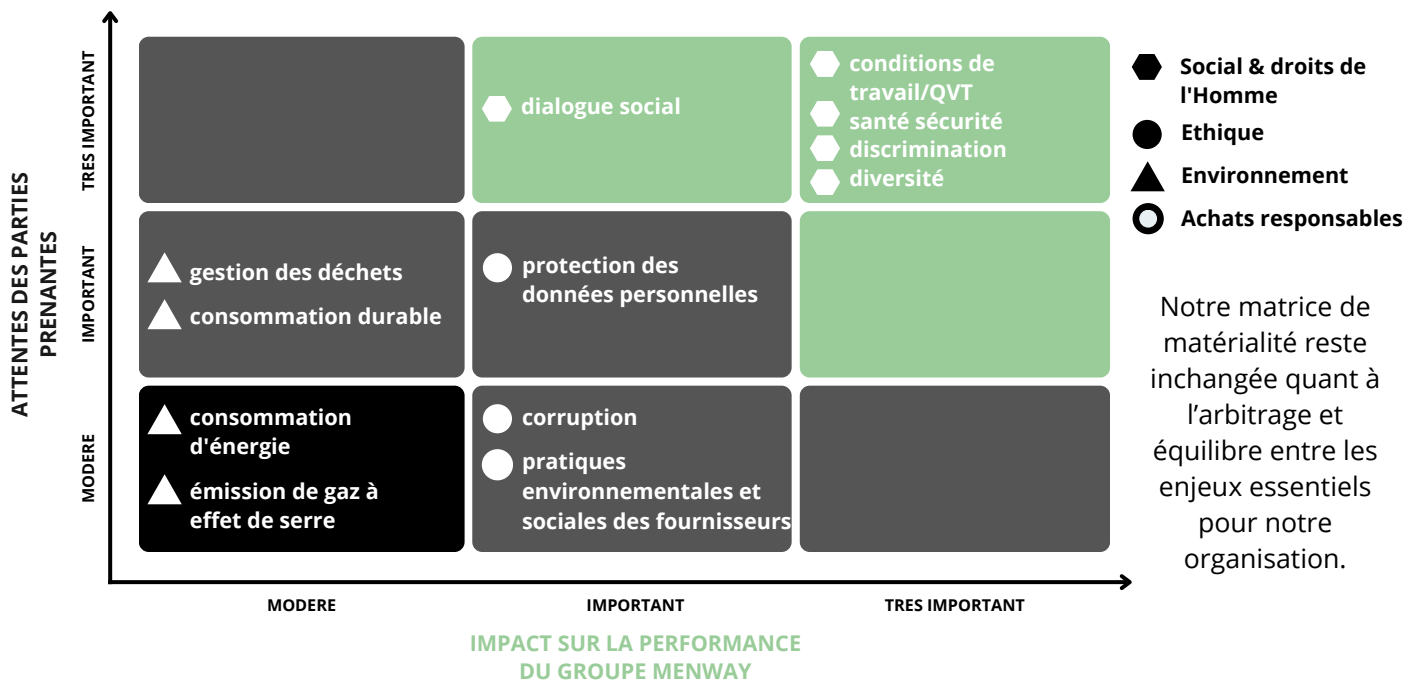 ATTENTES DES PARTIES
PRENANTES
TRES IMPORTANT
IMPORTANT
MODERE
dialogue social
conditions de
travail/QVT
santé sécurité
discrimination
diversité
gestion des déchets
consommation durable
protection des
données personnelles
consommation
d'énergie
émission de gaz à
effet de serre
corruption
pratiques
environnementales et
sociales des fournisseurs
MODERE
IMPORTANT
TRES IMPORTANT
IMPACT SUR LA PERFORMANCE
DU GROUPE MENWAY
Social & droits de
l'Homme
Ethique
Environnement
Achats responsables
Notre matrice de
matérialité reste
inchangée quant à
l’arbitrage et
équilibre entre les
enjeux essentiels
pour notre
organisation.